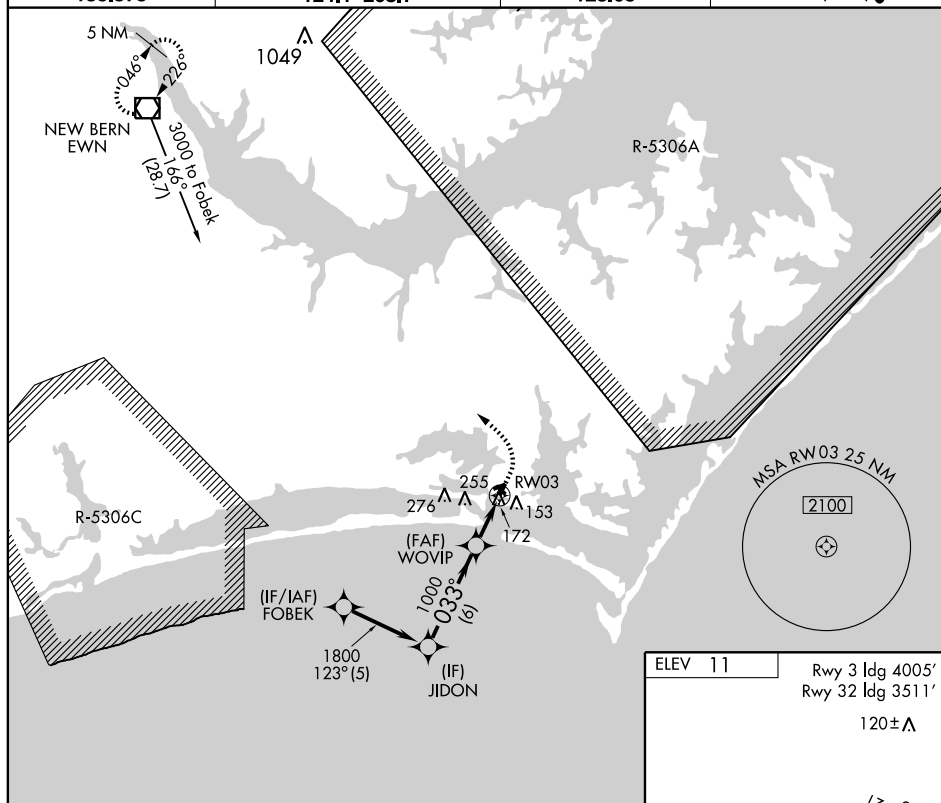 5 NM
1049
046°
226°
NEW BERN
EWN
3000 to Fobek
166°
(28.7)
R-5306A
R-5306C
255
RW03
276
153
172
(FAF)
WOVIP
1000
033°
(6)
(IF/IAF)
FOBEK
1800
123° (5)
(IF)
JIDON
MSA RW03 25 NM
2100
ELEV 11
Rwy 3 ldg 4005'
Rwy 32 ldg 3511'
120±